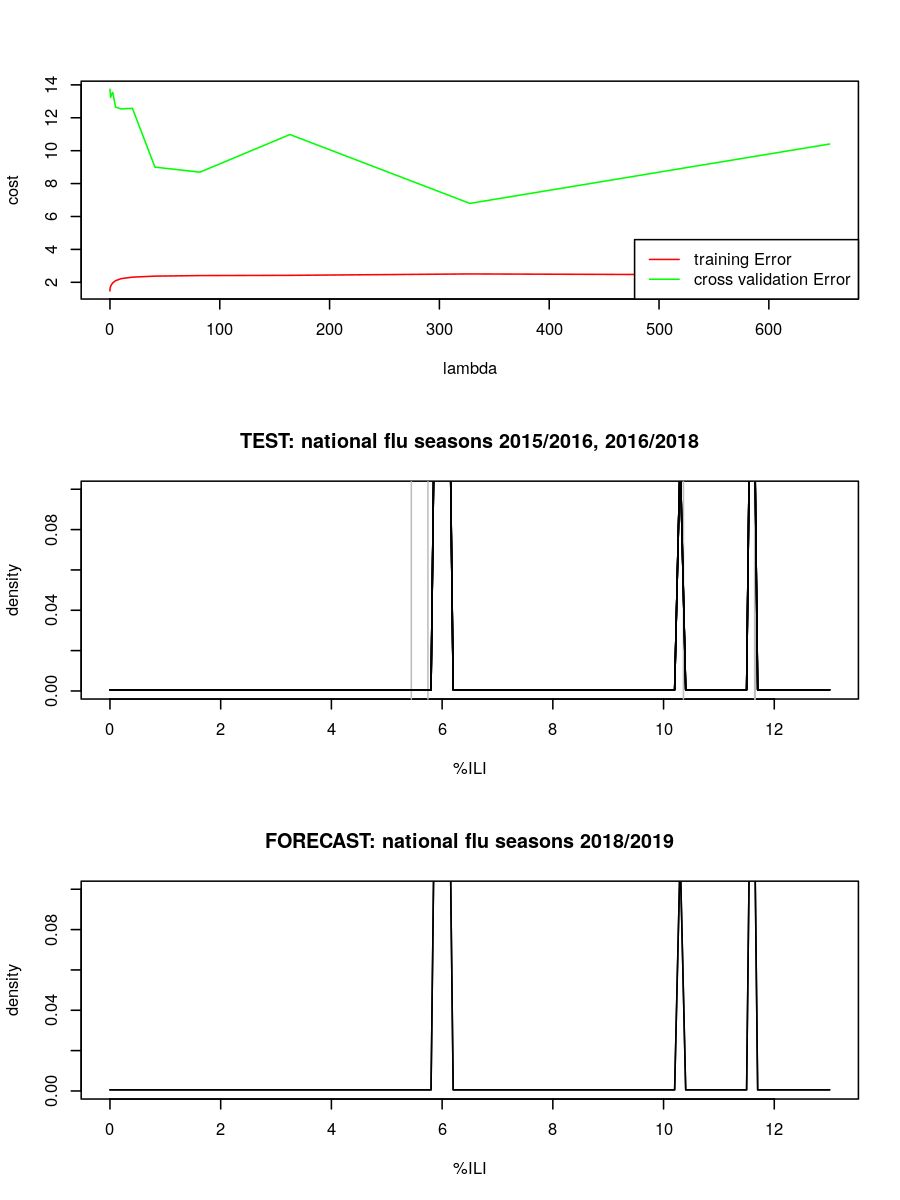 cost
14
12
10
8
6
4
2
training Error
cross validation Error
0 100 200 300 400 500 600
lambda
TEST: national flu seasons 2015/2016, 2016/2018
density
0.08
0.04
0.00
0 2 4 6 8 10 12
%ILI
FORECAST: national flu seasons 2018/2019
density
0.08
0.04
0.00
0 2 4 6 8 10 12
%ILI